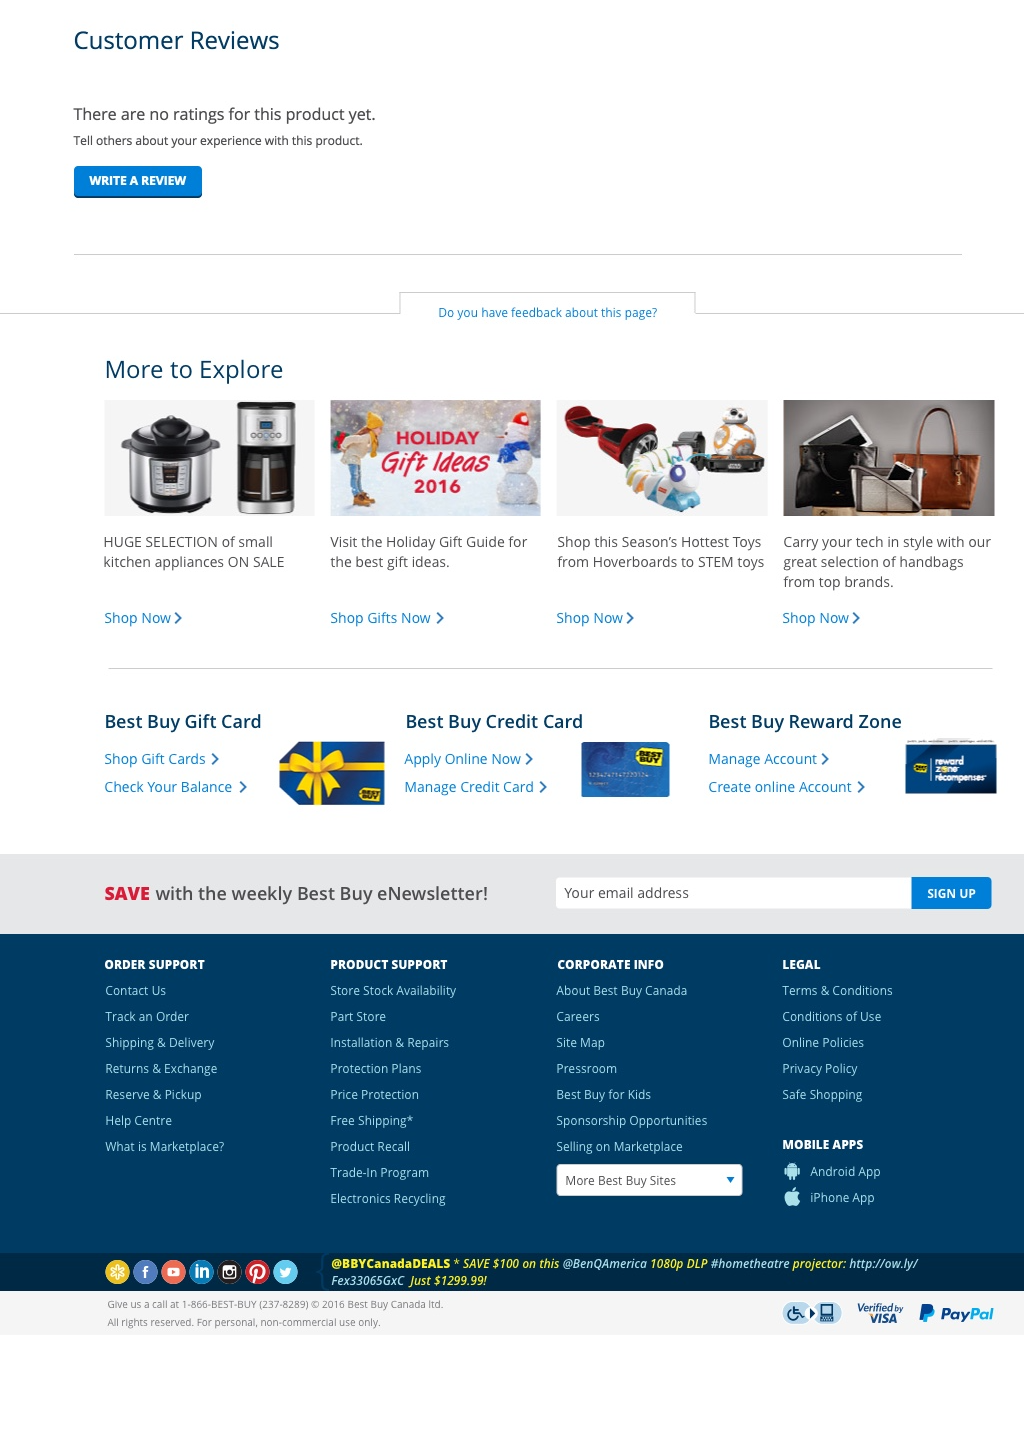 Customer Reviews
There are no ratings for this product yet.
Tell others about your experience with this product.
WRITE A REVIEW
Do you have feedback about this page?
More to Explore
HOLIDAY
Gift Ideas
2016
HUGE SELECTION of small
kitchen appliances ON SALE
Shop Now
Visit the Holiday Gift Guide for
the best gift ideas.
Shop Gifts Now
Shop this Season's Hottest Toys
from Hoverboards to STEM toys
Shop Now
Carry your tech in style with our
great selection of handbags
from top brands.
Shop Now
Best Buy Gift Card
Shop Gift Cards
Check Your Balance
BEST
BUY
Best Buy Credit Card
Apply Online Now
Manage Credit Card
BEST
BUY
Best Buy Reward Zone
Manage Account
Create online Account
reward
zone
récompenses
SAVE with the weekly Best Buy eNewsletter!
Your email address
SIGN UP
ORDER SUPPORT
Contact Us
Track an Order
Shipping & Delivery
Returns & Exchange
Reserve & Pickup
Help Centre
What is Marketplace?
PRODUCT SUPPORT
Store Stock Availability
Part Store
Installation & Repairs
Protection Plans
Price Protection
Free Shipping*
Product Recall
Trade-In Program
Electronics Recycling
CORPORATE INFO
About Best Buy Canada
Careers
Site Map
Pressroom
Best Buy for Kids
Sponsorship Opportunities
Selling on Marketplace
More Best Buy Sites
LEGAL
Terms & Conditions
Conditions of Use
Online Policies
Privacy Policy
Safe Shopping
MOBILE APPS
Android App
iPhone App
@BBYCanadaDEALS * SAVE $100 on this @BenQAmerica 1080p DLP #hometheatre projector: http://ow.ly/
Fex33065GxC Just $1299.99!
Give us a call at 1-866-BEST-BUY (237-8289) © 2016 Best Buy Canada ltd.
All rights reserved. For personal, non-commercial use only.
Verified by
VISA
PayPal